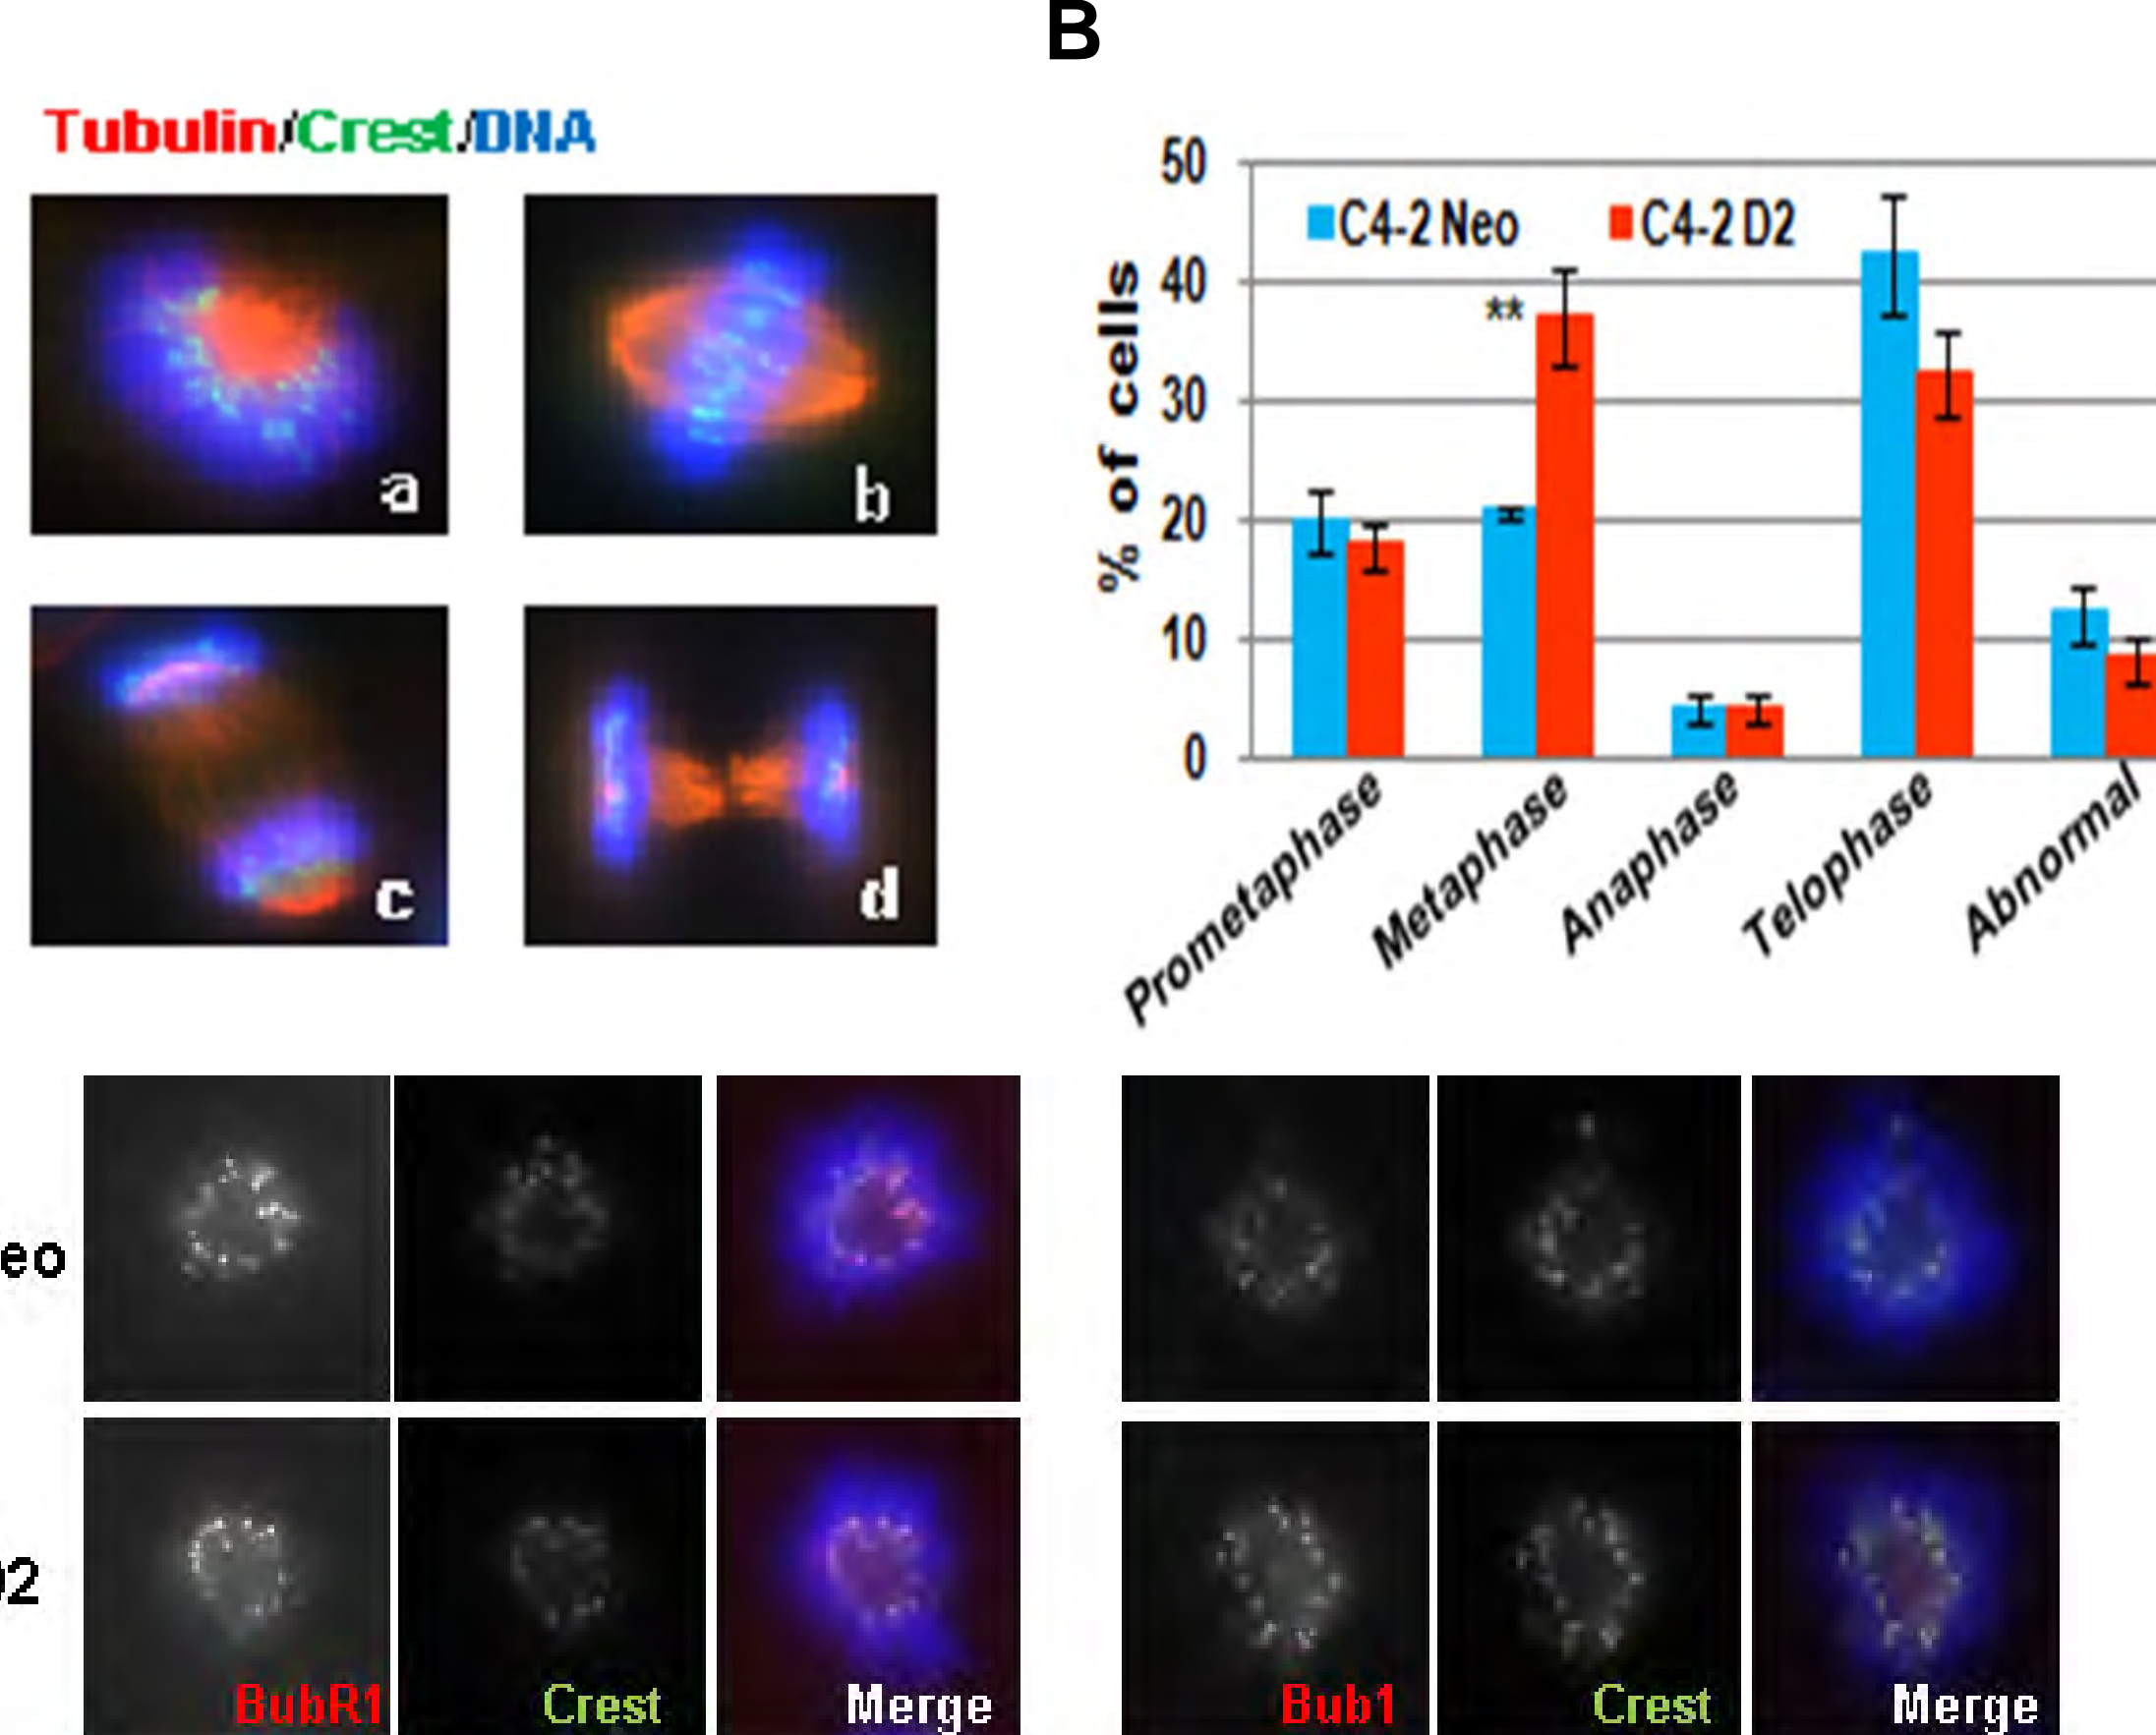 B
Tubulin/Crest/DNA
a
b
c
d
50
40
30
20
10
0
% of cells
C4-2 Neo
C4-2 D2
**
Prometaphase
Metaphase
Anaphase
Telophase
Abnormal
eo
2
BubR1
Crest
Merge
Bub1
Crest
Merge